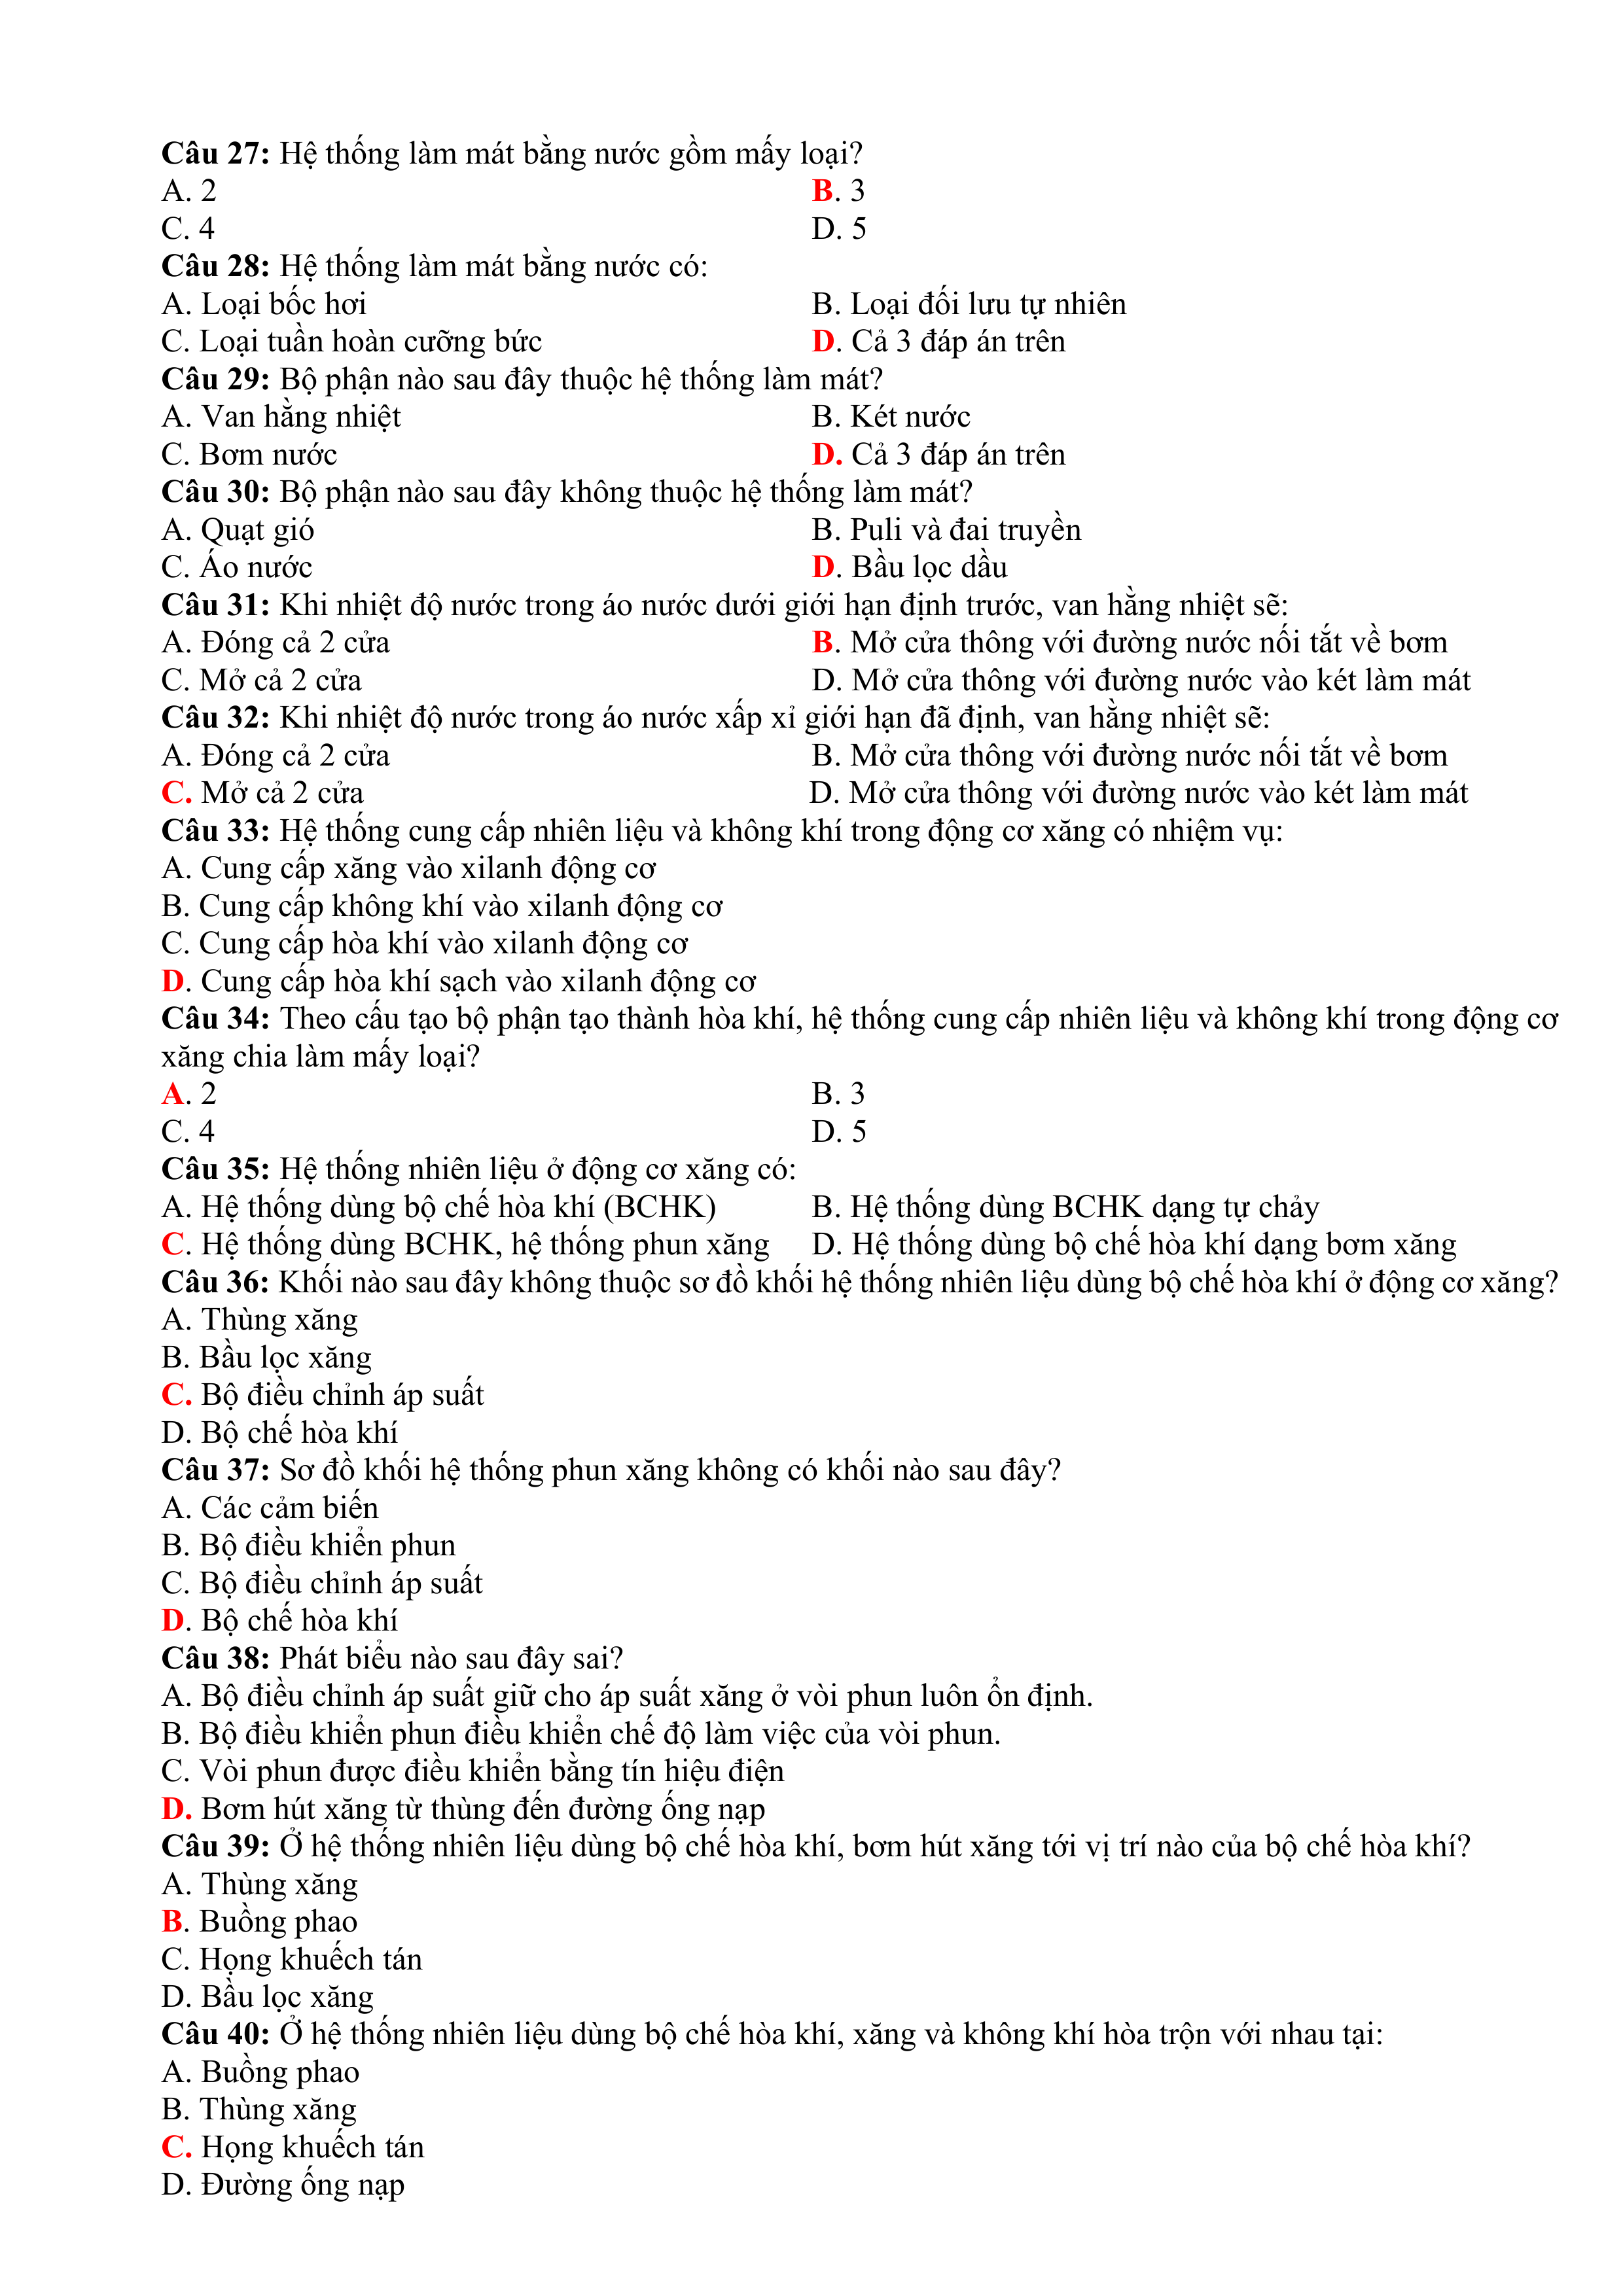 Câu 27: Hệ thống làm mát bằng nước gồm mấy loại?
A. 2 B. 3
C. 4 D. 5
Câu 28: Hệ thống làm mát bằng nước có:
A. Loại bốc hơi B. Loại đối lưu tự nhiên
C. Loại tuần hoàn cưỡng bức D. Cả 3 đáp án trên
Câu 29: Bộ phận nào sau đây thuộc hệ thống làm mát?
A. Van hằng nhiệt B. Két nước
C. Bơm nước D. Cả 3 đáp án trên
Câu 30: Bộ phận nào sau đây không thuộc hệ thống làm mát?
A. Quạt gió B. Puli và đai truyền
C. Áo nước D. Bầu lọc dầu
Câu 31: Khi nhiệt độ nước trong áo nước dưới giới hạn định trước, van hằng nhiệt sẽ:
A. Đóng cả 2 cửa B. Mở cửa thông với đường nước nối tắt về bơm
C. Mở cả 2 cửa D. Mở cửa thông với đường nước vào két làm mát
Câu 32: Khi nhiệt độ nước trong áo nước xấp xỉ giới hạn đã định, van hằng nhiệt sẽ:
A. Đóng cả 2 cửa B. Mở cửa thông với đường nước nối tắt về bơm
C. Mở cả 2 cửa D. Mở cửa thông với đường nước vào két làm mát
Câu 33: Hệ thống cung cấp nhiên liệu và không khí trong động cơ xăng có nhiệm vụ:
A. Cung cấp xăng vào xilanh động cơ
B. Cung cấp không khí vào xilanh động cơ
C. Cung cấp hòa khí vào xilanh động cơ
D. Cung cấp hòa khí sạch vào xilanh động cơ
Câu 34: Theo cấu tạo bộ phận tạo thành hòa khí, hệ thống cung cấp nhiên liệu và không khí trong động cơ
xăng chia làm mấy loại?
A. 2 B. 3
C. 4 D. 5
Câu 35: Hệ thống nhiên liệu ở động cơ xăng có:
A. Hệ thống dùng bộ chế hòa khí (BCHK) B. Hệ thống dùng BCHK dạng tự chảy
C. Hệ thống dùng BCHK, hệ thống phun xăng D. Hệ thống dùng bộ chế hòa khí dạng bơm xăng
Câu 36: Khối nào sau đây không thuộc sơ đồ khối hệ thống nhiên liệu dùng bộ chế hòa khí ở động cơ xăng?
A. Thùng xăng
B. Bầu lọc xăng
C. Bộ điều chỉnh áp suất
D. Bộ chế hòa khí
Câu 37: Sơ đồ khối hệ thống phun xăng không có khối nào sau đây?
A. Các cảm biến
B. Bộ điều khiển phun
C. Bộ điều chỉnh áp suất
D. Bộ chế hòa khí
Câu 38: Phát biểu nào sau đây sai?
A. Bộ điều chỉnh áp suất giữ cho áp suất xăng ở vòi phun luôn ổn định.
B. Bộ điều khiển phun điều khiển chế độ làm việc của vòi phun.
C. Vòi phun được điều khiển bằng tín hiệu điện
D. Bơm hút xăng từ thùng đến đường ống nạp
Câu 39: Ở hệ thống nhiên liệu dùng bộ chế hòa khí, bơm hút xăng tới vị trí nào của bộ chế hòa khí?
A. Thùng xăng
B. Buồng phao
C. Họng khuếch tán
D. Bầu lọc xăng
Câu 40: Ở hệ thống nhiên liệu dùng bộ chế hòa khí, xăng và không khí hòa trộn với nhau tại:
A. Buồng phao
B. Thùng xăng
C. Họng khuếch tán
D. Đường ống nạp